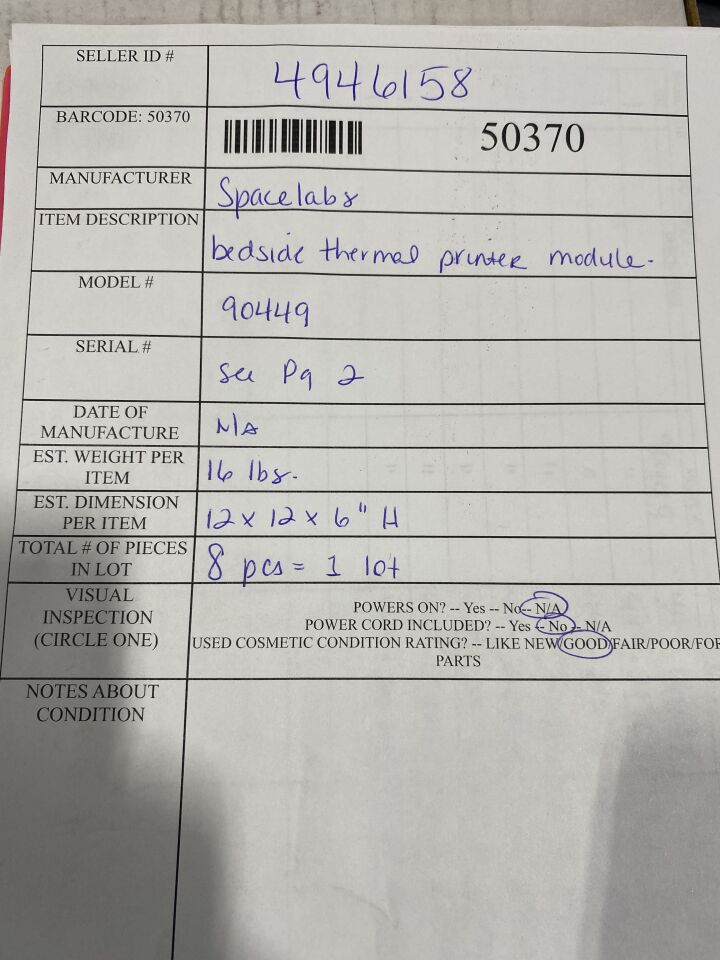 SELLER ID # 4946158
BARCODE: 50370 50370
MANUFACTURER Spacelabs
ITEM DESCRIPTION bedside thermal printer module.
MODEL # 90449
SERIAL # see Pg 2
DATE OF
MANUFACTURE N/A
EST. WEIGHT PER
ITEM 16 lbs.
EST. DIMENSION
PER ITEM 12 x 12 x 6" H
TOTAL # OF PIECES
IN LOT 8 pcs = 1 lot
VISUAL
INSPECTION
(CIRCLE ONE)
POWERS ON? -- Yes -- No-- N/A
POWER CORD INCLUDED? -- Yes -- No -- N/A
USED COSMETIC CONDITION RATING? -- LIKE NEW/GOOD/FAIR/POOR/FOR
PARTS
NOTES ABOUT
CONDITION